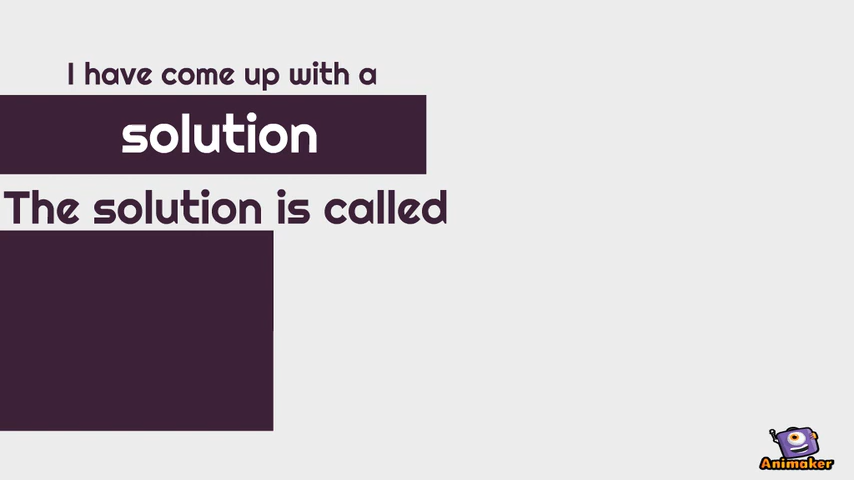 I have come up with a
solution
The solution is called
Animaker